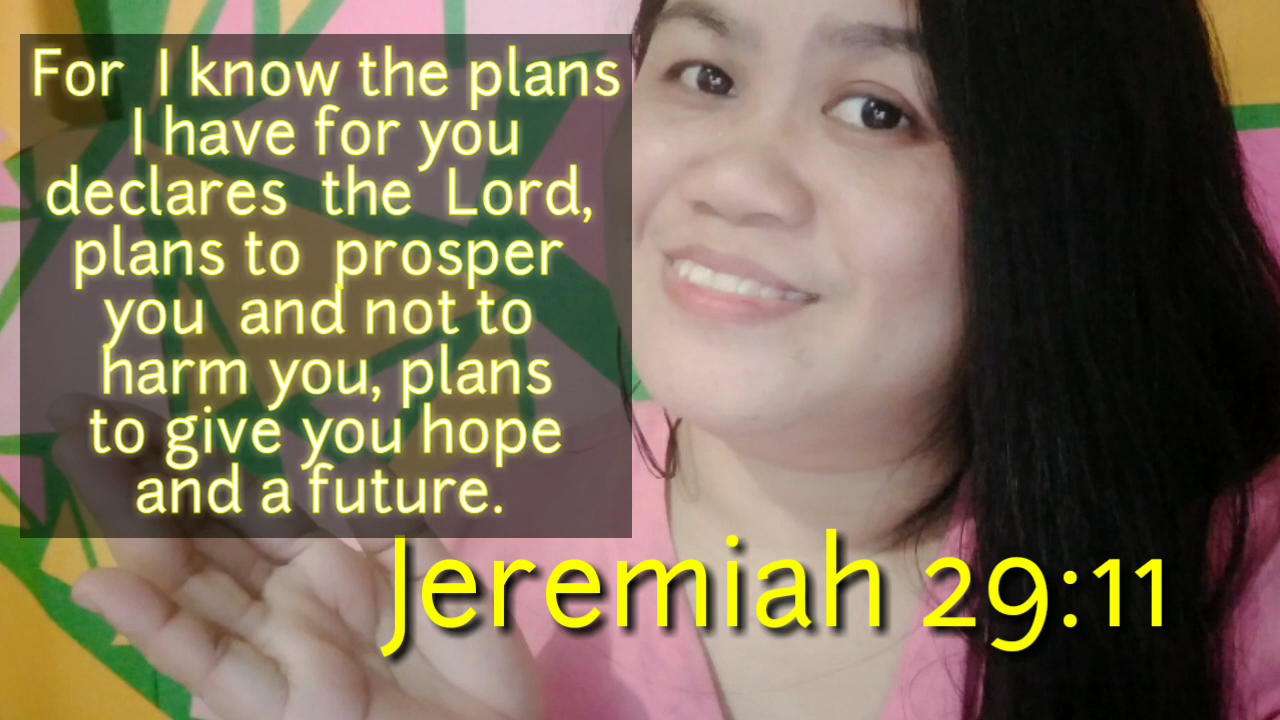 For I know the plans
I have for you
declares the Lord,
plans to prosper
you and not to
harm you, plans
to give you hope
and a future.
Jeremiah 29:11